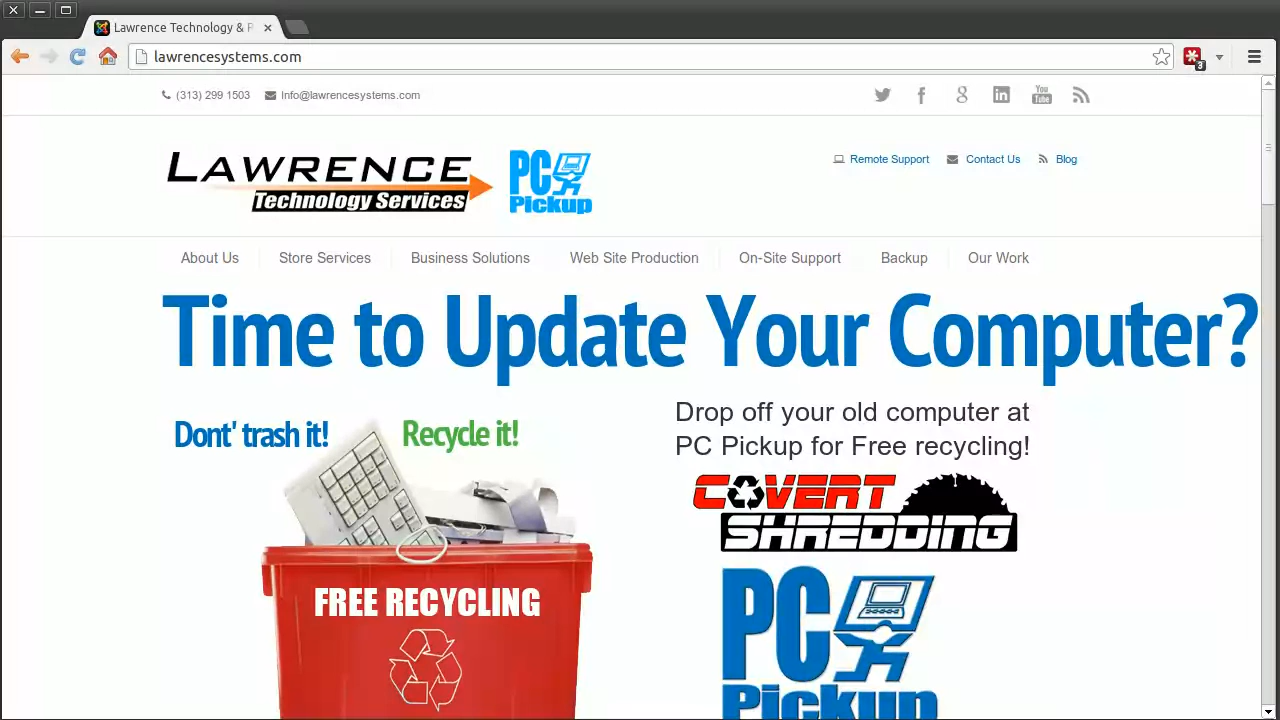 Lawrence Technology & P
lawrencesystems.com
3
(313) 299 1503 Info@lawrencesystems.com
You Tube
LAWRENCE
Technology Services
PC
Pickup
Remote Support Contact Us Blog
About Us Store Services Business Solutions Web Site Production On-Site Support Backup Our Work
Time to Update Your Computer?
Dont' trash it! Recycle it!
Drop off your old computer at
PC Pickup for Free recycling!
COVERT
SHREDDING
FREE RECYCLING
PC
Pickup